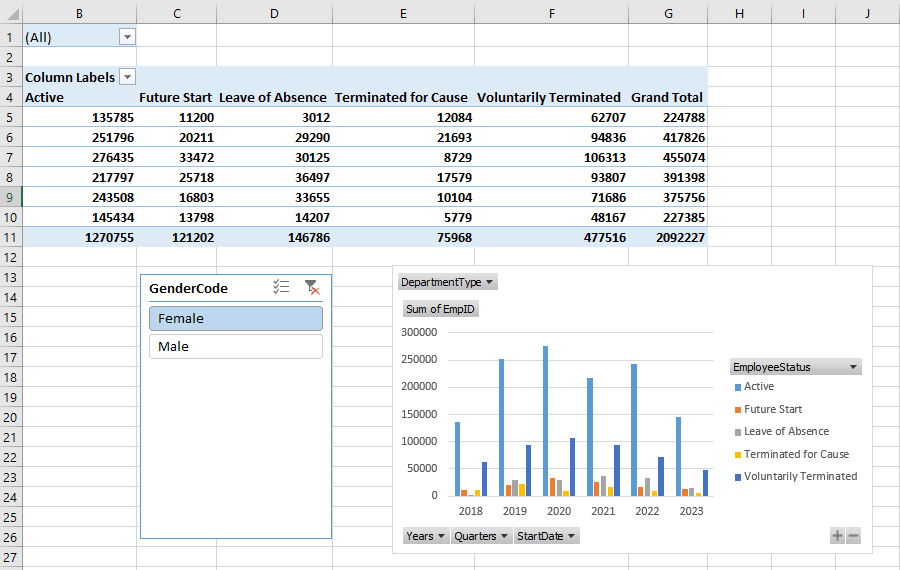 B C D E F G H I J
1 (All)
2
3 Column Labels
4 Active Future Start Leave of Absence Terminated for Cause Voluntarily Terminated Grand Total
5 135785 11200 3012 12084 62707 224788
6 251796 20211 29290 21693 94836 417826
7 276435 33472 30125 8729 106313 455074
8 217797 25718 36497 17579 93807 391398
9 243508 16803 33655 10104 71686 375756
10 145434 13798 14207 5779 48167 227385
11 1270755 121202 146786 75968 477516 2092227
12
13
14
15
16
17
18
19
20
21
22
23
24
25
26
27
GenderCode
Female
Male
DepartmentType
Sum of EmpID
300000
250000
200000
150000
100000
50000
0
2018 2019 2020 2021 2022 2023
EmployeeStatus
Active
Future Start
Leave of Absence
Terminated for Cause
Voluntarily Terminated
Years Quarters StartDate